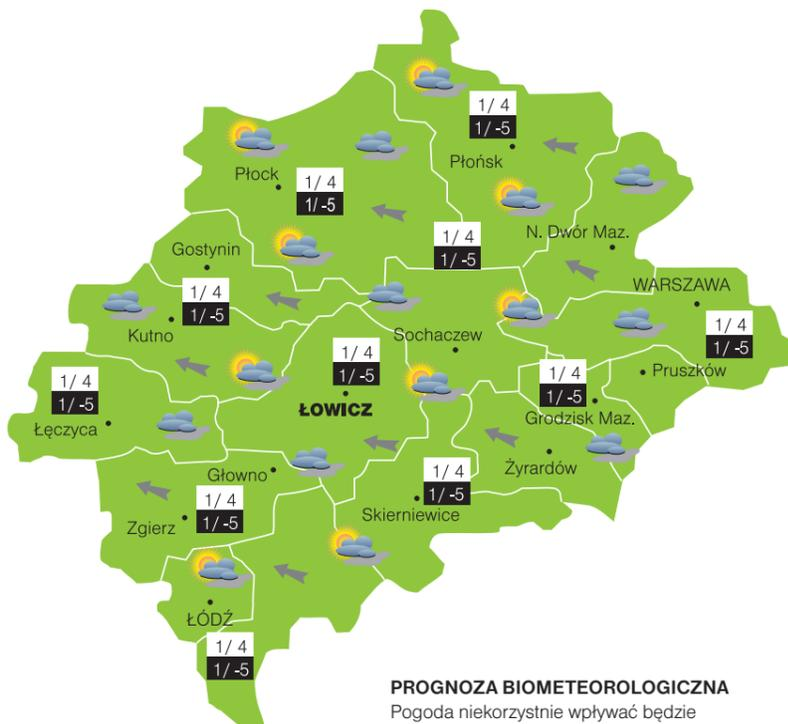 1/ 4
1/ -5
Płońsk
Płock
1/ 4
1/ -5
1/ 4
1/ -5
N. Dwór Maz.
Gostynin
WARSZAWA
1/ 4
1/ -5
Kutno
1/ 4
1/ -5
Sochaczew
1/ 4
1/ -5
ŁOWICZ
Pruszków
1/ 4
1/ -5
Grodzisk Maz.
1/ 4
1/ -5
Łęczyca
Żyrardów
Głowno
1/ 4
1/ -5
Skierniewice
1/ 4
1/ -5
Zgierz
ŁÓDŹ
1/ 4
1/ -5
PROGNOZA BIOMETEOROLOGICZNA
Pogoda niekorzystnie wpływać będzie